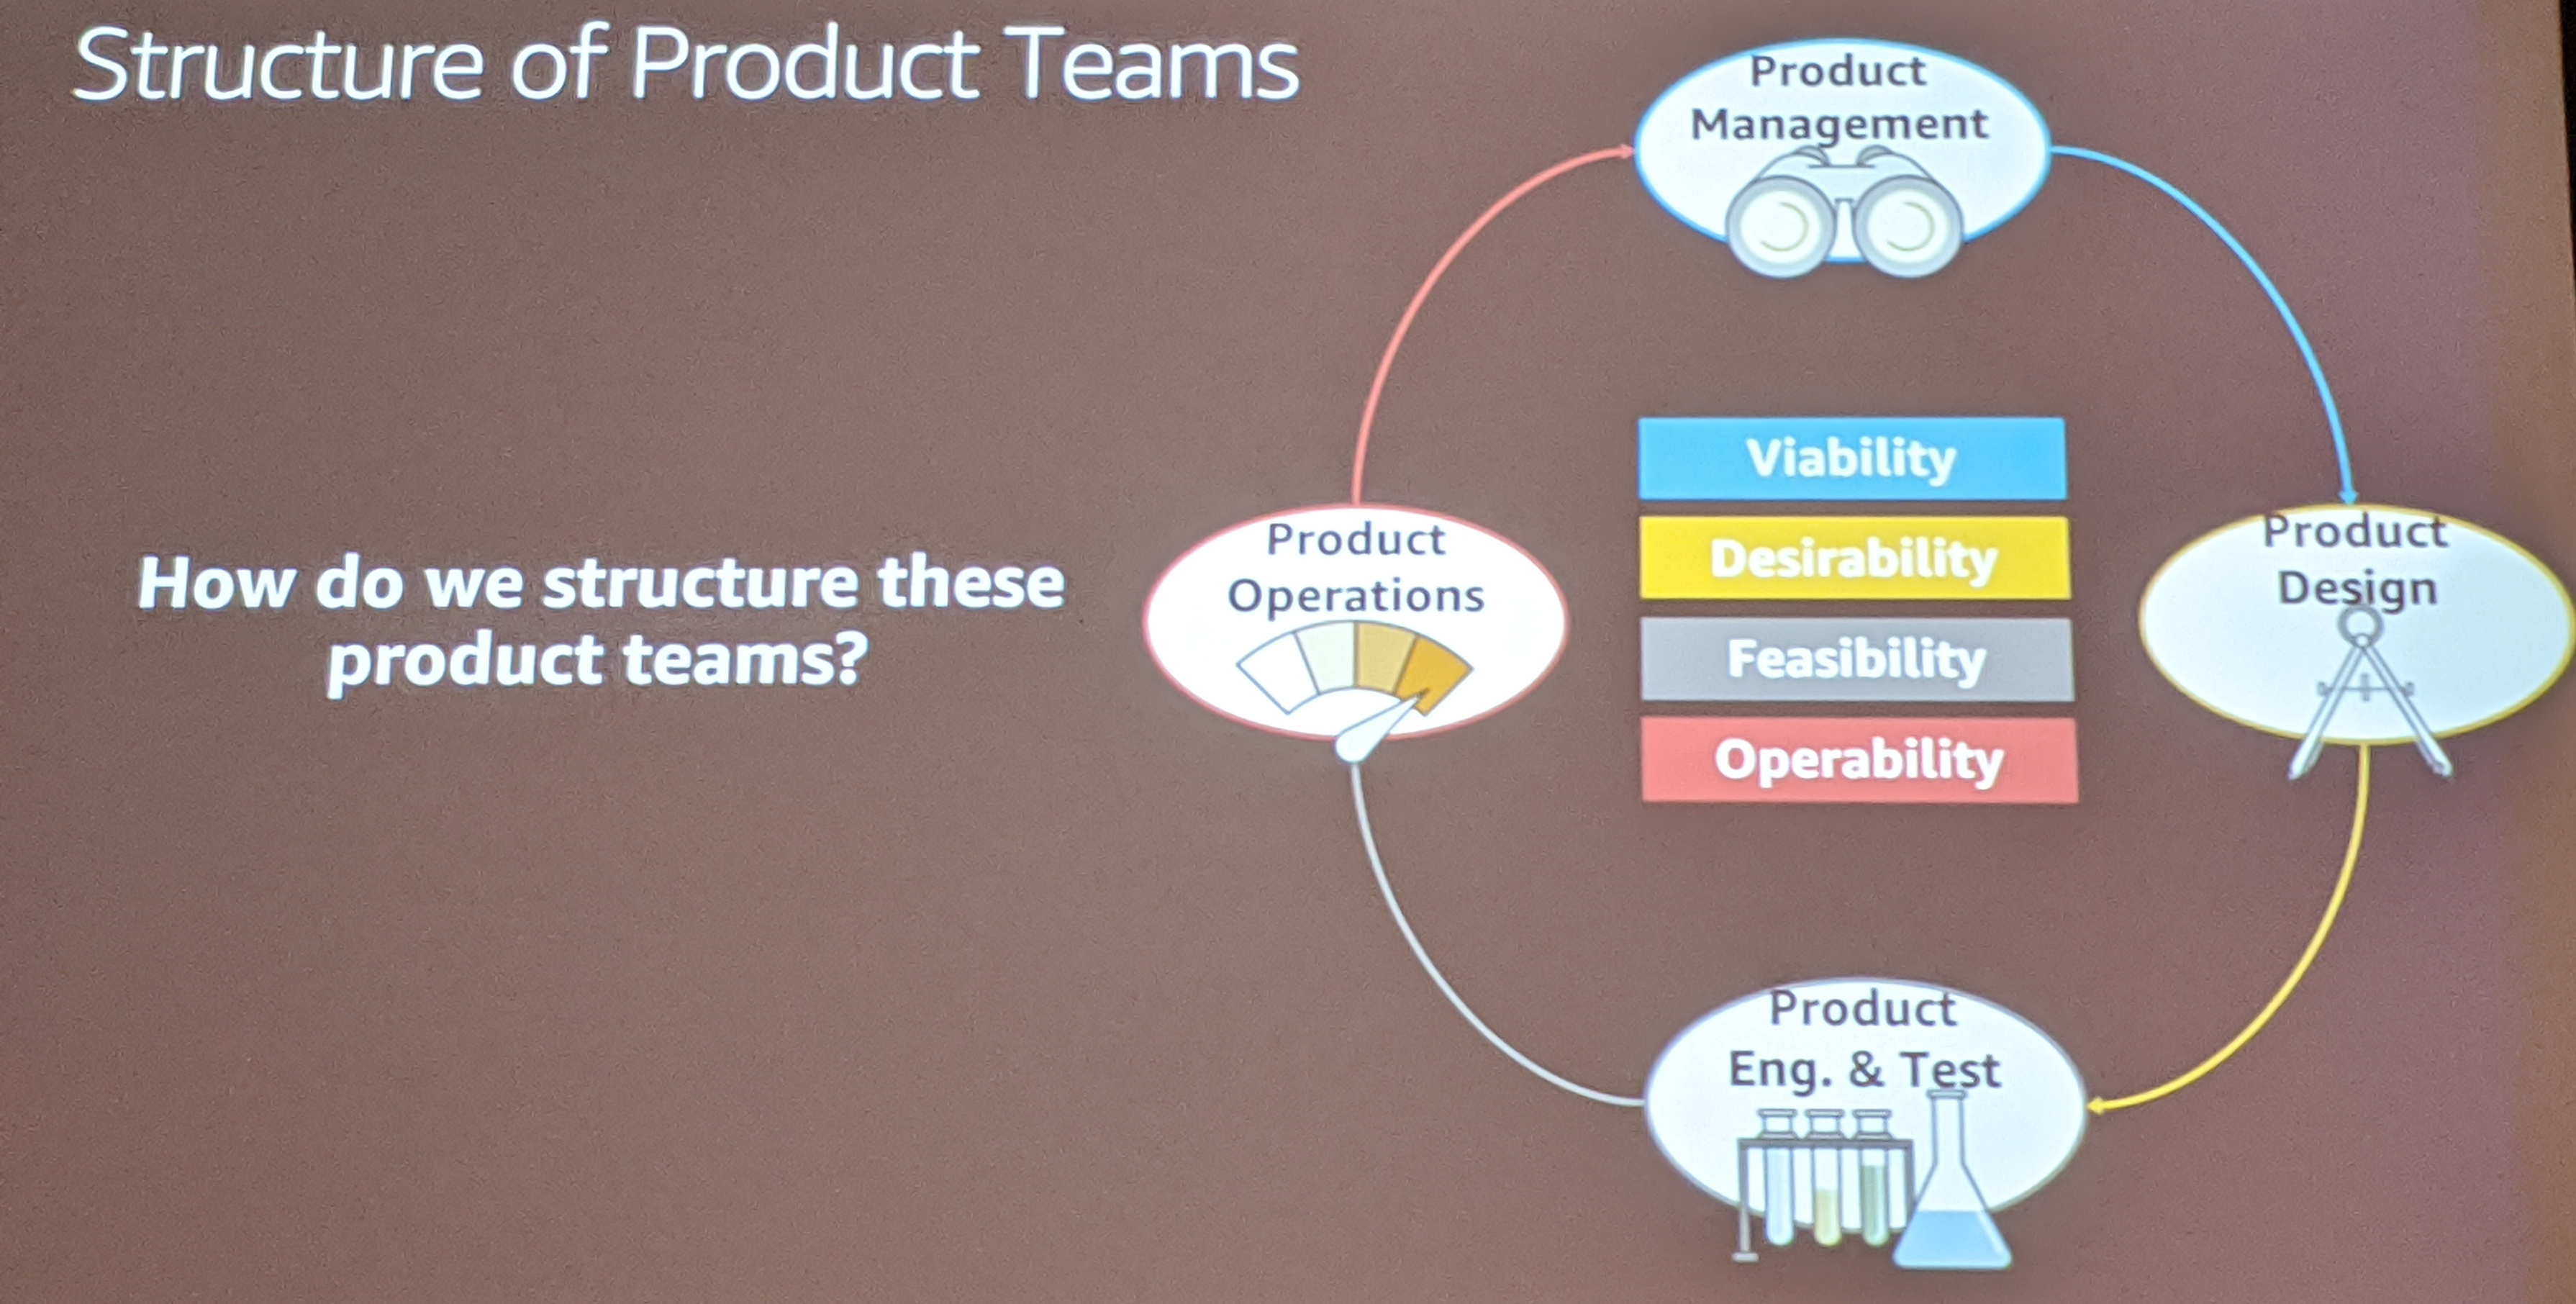 Structure of Product Teams
How do we structure these
product teams?
Product
Management
Product
Operations
Viability
Desirability
Feasibility
Operability
Product
Design
Product
Eng. & Test